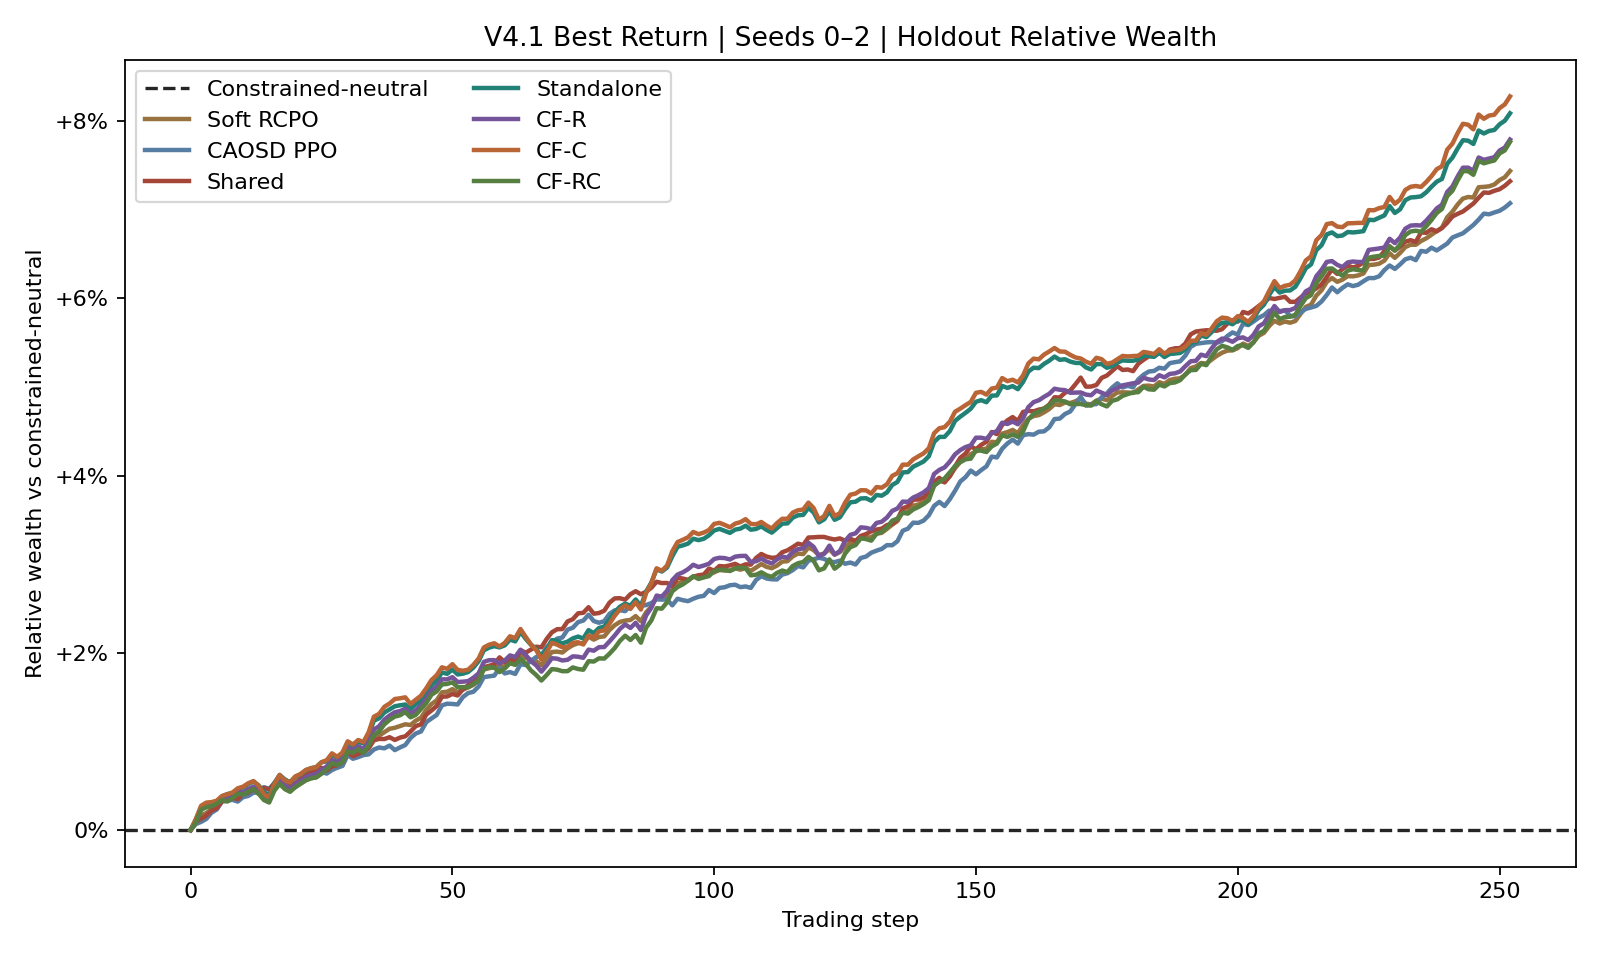 V4.1 Best Return | Seeds 0–2 | Holdout Relative Wealth
Constrained-neutral
Soft RCPO
CAOSD PPO
Shared
Standalone
CF-R
CF-C
CF-RC
Relative wealth vs constrained-neutral
+8%
+6%
+4%
+2%
0%
0
50
100
150
200
250
Trading step